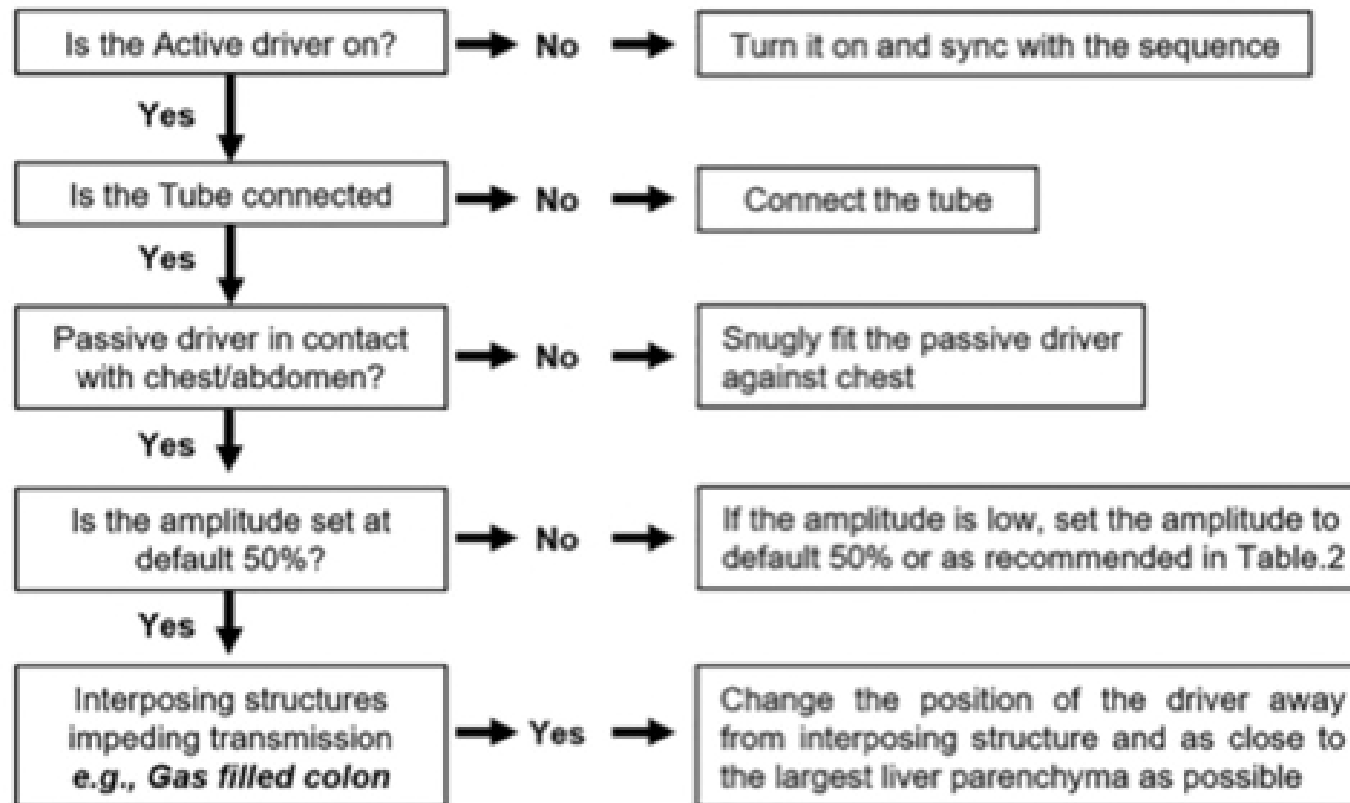 Is the Active driver on?
No
Turn it on and sync with the sequence
Yes
Is the Tube connected
No
Connect the tube
Yes
Passive driver in contact
with chest/abdomen?
No
Snugly fit the passive driver
against chest
Yes
Is the amplitude set at
default 50%?
No
If the amplitude is low, set the amplitude to
default 50% or as recommended in Table.2
Yes
Interposing structures
impeding transmission
e.g., Gas filled colon
Yes
Change the position of the driver away
from interposing structure and as close to
the largest liver parenchyma as possible